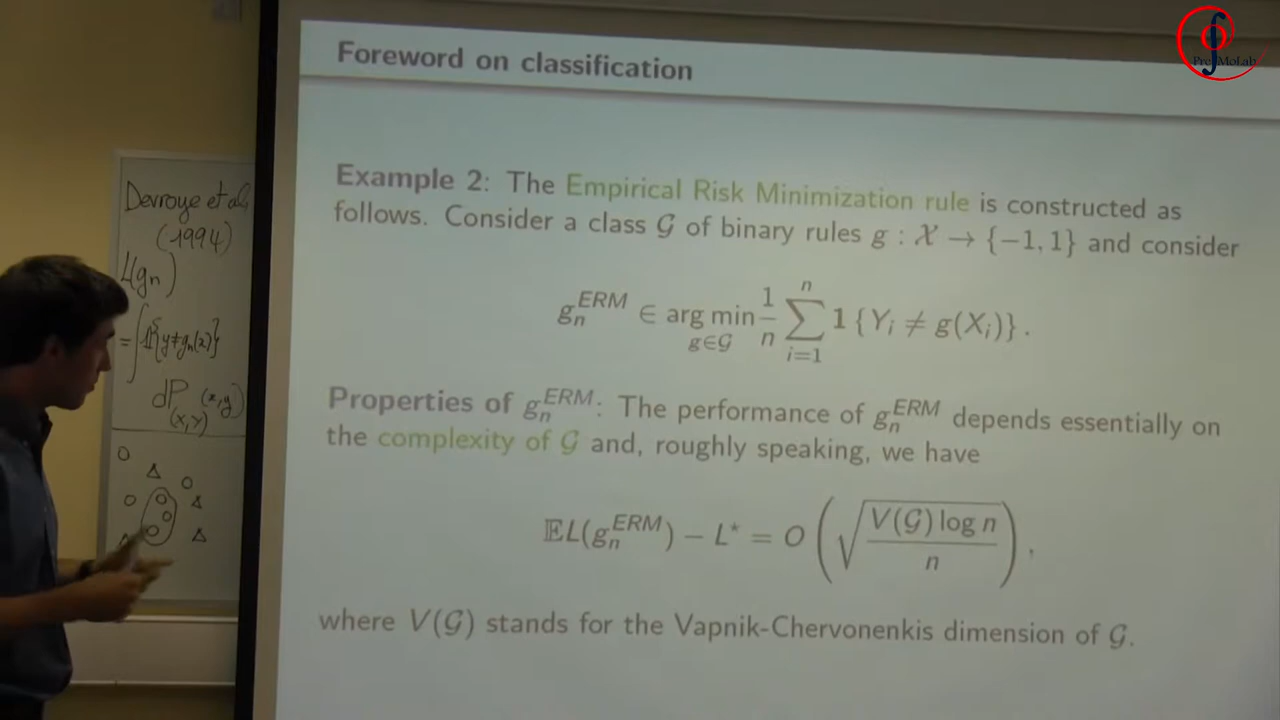 Foreword on classification
Example 2: The Empirical Risk Minimization rule is constructed as
follows. Consider a class 𝒢 of binary rules g : 𝒳 → {−1, 1} and consider
g_n^{ERM} ∈ arg min_{g∈𝒢} 1/n ∑_{i=1}^{n} 1 {Y_i ≠ g(X_i)} .
Properties of g_n^{ERM}: The performance of g_n^{ERM} depends essentially on
the complexity of 𝒢 and, roughly speaking, we have
𝔼L(g_n^{ERM}) − L* = O (√(V(𝒢) log n / n)) ,
where V(𝒢) stands for the Vapnik-Chervonenkis dimension of 𝒢.
Devroye et al,
(1994)
L(g_n)
= ∫ 1{y≠g_n(x)}
dP_{(X,Y)} (x,y)